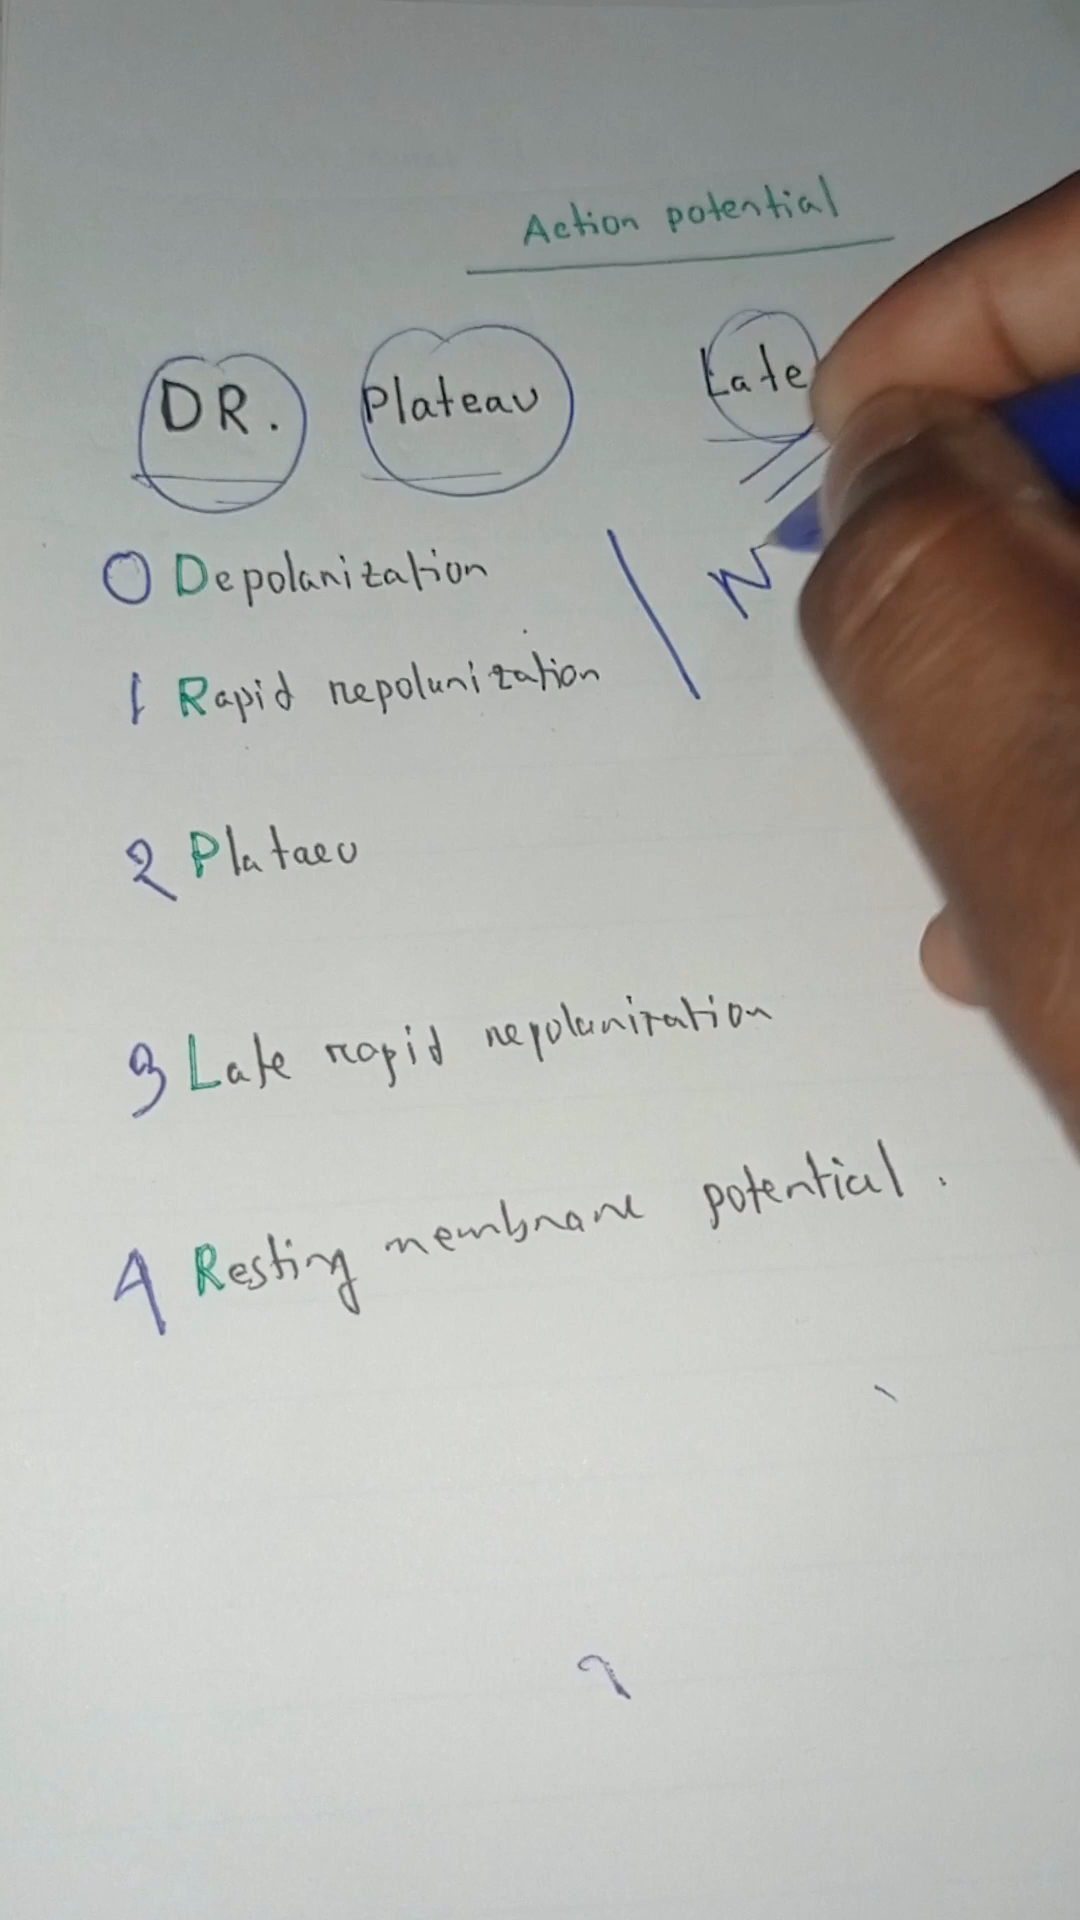 Action potential
DR. Plateau Late
0 Depolarization N
1 Rapid repolarization
2 Plataeu
3 Late rapid repolarization
4 Resting membrane potential.